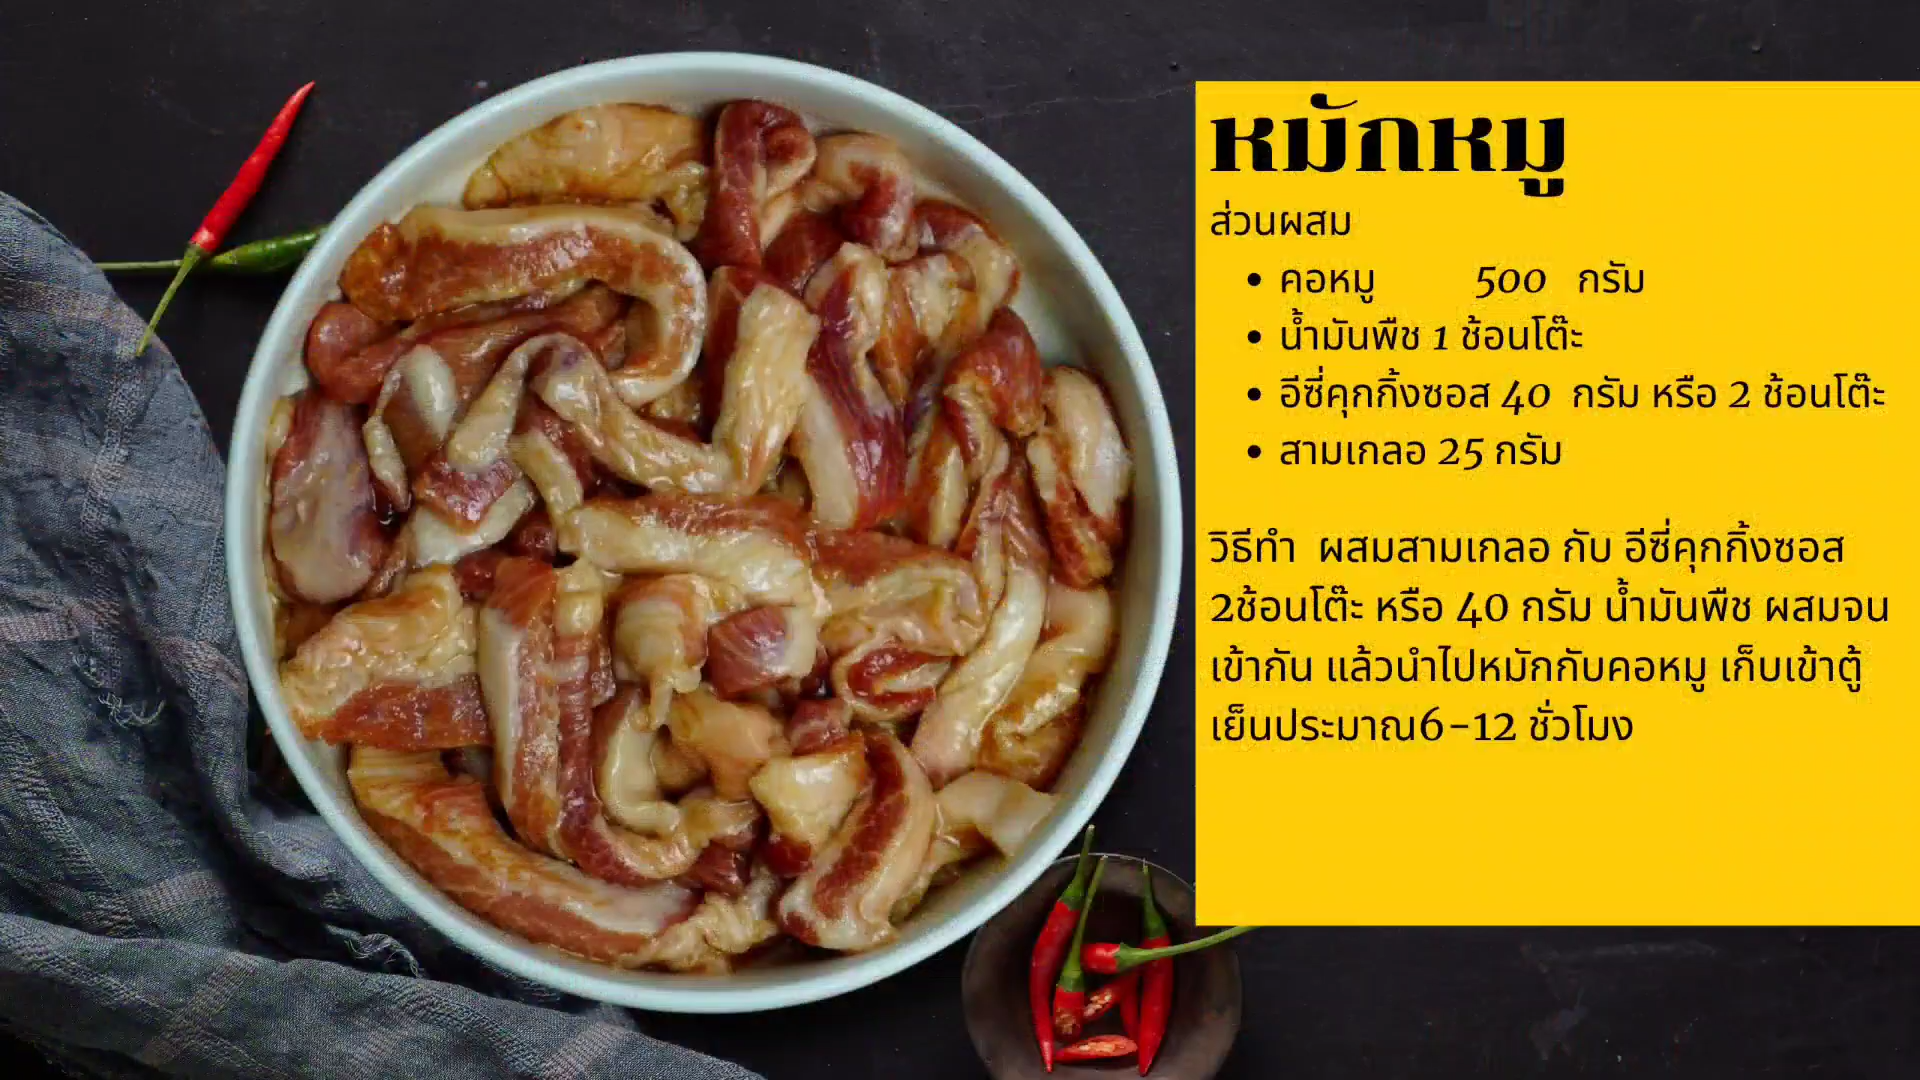 หมักหมู
ส่วนผสม
• คอหมู 500 กรัม
• น้ำมันพืช 1 ช้อนโต๊ะ
• อีซี่คุกกิ้งซอส 40 กรัม หรือ 2 ช้อนโต๊ะ
• สามเกลอ 25 กรัม
วิธีทำ ผสมสามเกลอ กับ อีซี่คุกกิ้งซอส
2ช้อนโต๊ะ หรือ 40 กรัม น้ำมันพืช ผสมจน
เข้ากัน แล้วนำไปหมักกับคอหมู เก็บเข้าตู้
เย็นประมาณ6-12 ชั่วโมง